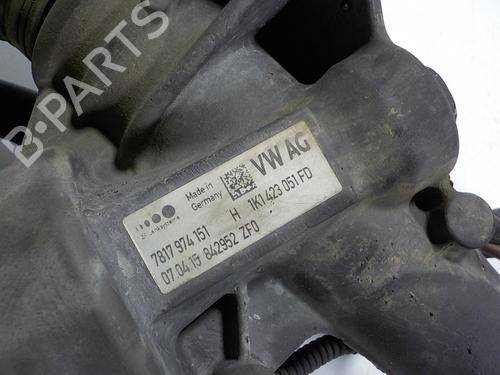 B-PARTS
Made in
Germany
VW AG
7817 974 151 H 1K1 423 051 FD
07.04.15 842952 ZF0